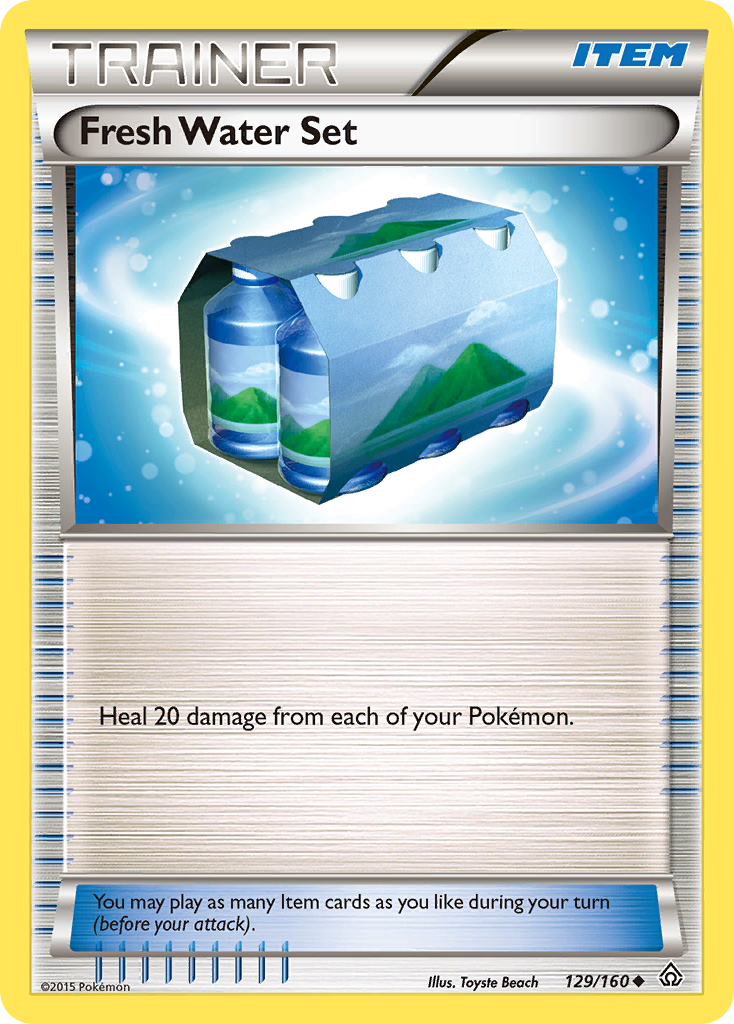 TRAINER
ITEM
Fresh Water Set
Heal 20 damage from each of your Pokémon.
You may play as many Item cards as you like during your turn
(before your attack).
©2015 Pokémon
Illus. Toyste Beach
129/160